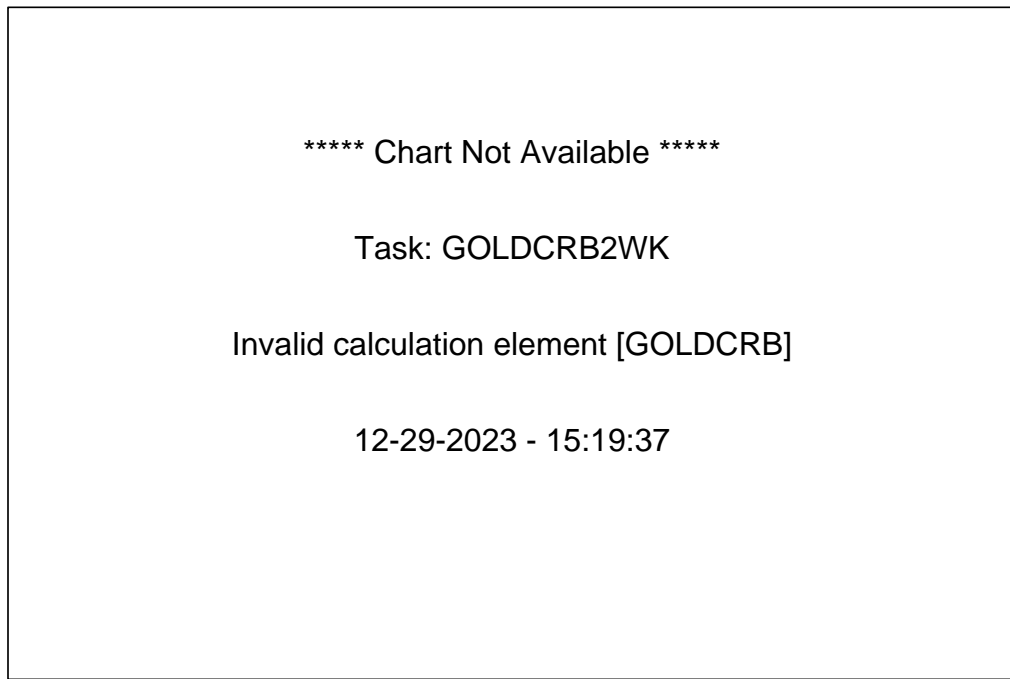 ***** Chart Not Available *****
Task: GOLDCRB2WK
Invalid calculation element [GOLDCRB]
12-29-2023 - 15:19:37